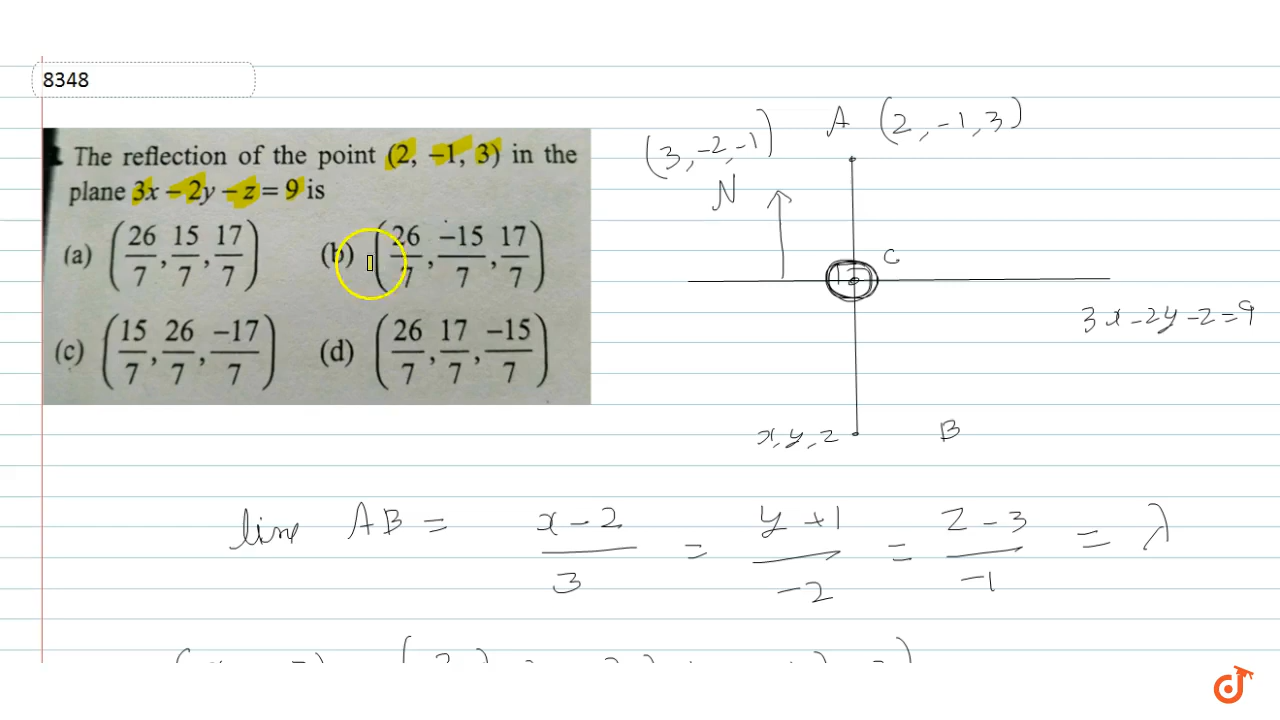 8348
The reflection of the point (2, −1, 3) in the
plane 3x − 2y − z = 9 is
(a) (26/7, 15/7, 17/7) (b) (26/7, −15/7, 17/7)
(c) (15/7, 26/7, −17/7) (d) (26/7, 17/7, −15/7)
A (2, -1, 3)
(3, -2, -1)
N
C
3x - 2y - z = 9
x, y, z B
line AB = x - 2 / 3 = y + 1 / -2 = z - 3 / -1 = λ